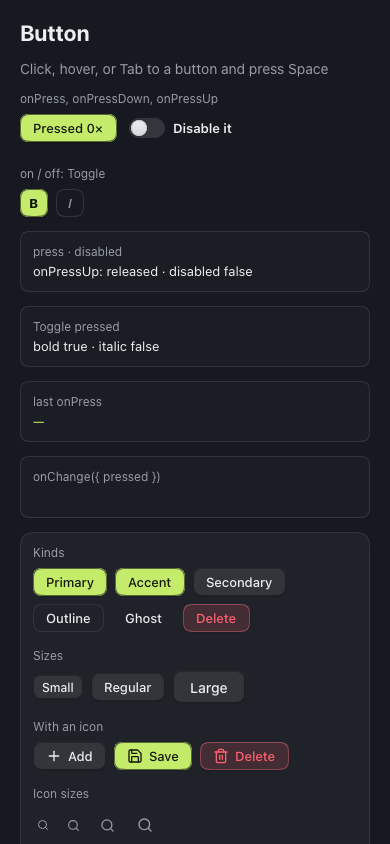 Button
Click, hover, or Tab to a button and press Space
onPress, onPressDown, onPressUp
Pressed 0× Disable it
on / off: Toggle
B I
press · disabled
onPressUp: released · disabled false
Toggle pressed
bold true · italic false
last onPress
—
onChange({ pressed })
Kinds
Primary Accent Secondary
Outline Ghost Delete
Sizes
Small Regular Large
With an icon
Add Save Delete
Icon sizes